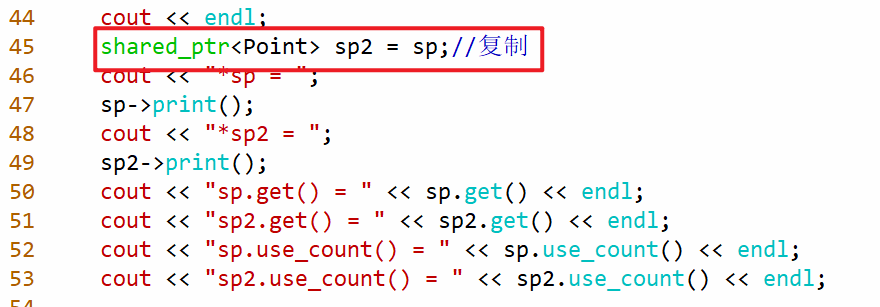 44 cout << endl;
45 shared_ptr<Point> sp2 = sp;//复制
46 cout << "*sp = ";
47 sp->print();
48 cout << "*sp2 = ";
49 sp2->print();
50 cout << "sp.get() = " << sp.get() << endl;
51 cout << "sp2.get() = " << sp2.get() << endl;
52 cout << "sp.use_count() = " << sp.use_count() << endl;
53 cout << "sp2.use_count() = " << sp2.use_count() << endl;
54